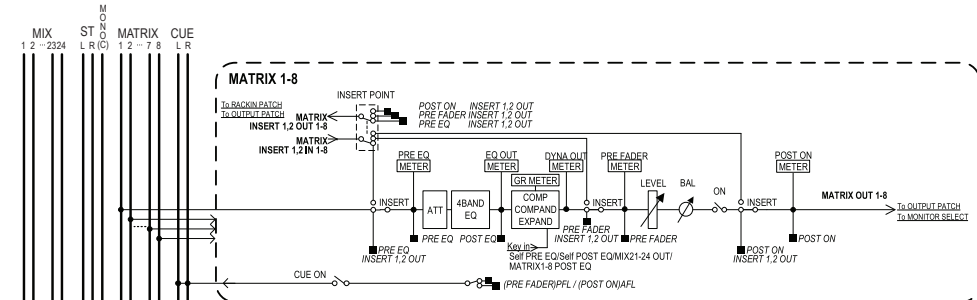 MIX
ST
MONO(C)
MATRIX
CUE
1 2 ··· 2324
L R
1 2 ··· 7 8
L R
MATRIX 1-8
INSERT POINT
To RACKIN PATCH
To OUTPUT PATCH
MATRIX
INSERT 1,2 OUT 1-8
MATRIX
INSERT 1,2 IN 1-8
POST ON INSERT 1,2 OUT
PRE FADER INSERT 1,2 OUT
PRE EQ INSERT 1,2 OUT
PRE EQ
METER
EQ OUT
METER
DYNA OUT
METER
PRE FADER
METER
POST ON
METER
GR METER
LEVEL
BAL
ON
MATRIX OUT 1-8
To OUTPUT PATCH
To MONITOR SELECT
INSERT
ATT
4BAND
EQ
COMP
COMPAND
EXPAND
INSERT
INSERT
PRE EQ
INSERT 1,2 OUT
PRE EQ
POST EQ
PRE FADER
INSERT 1,2 OUT
PRE FADER
POST ON
INSERT 1,2 OUT
POST ON
Key in
Self PRE EQ/Self POST EQ/MIX21-24 OUT/
MATRIX1-8 POST EQ
CUE ON
(PRE FADER)PFL / (POST ON)AFL